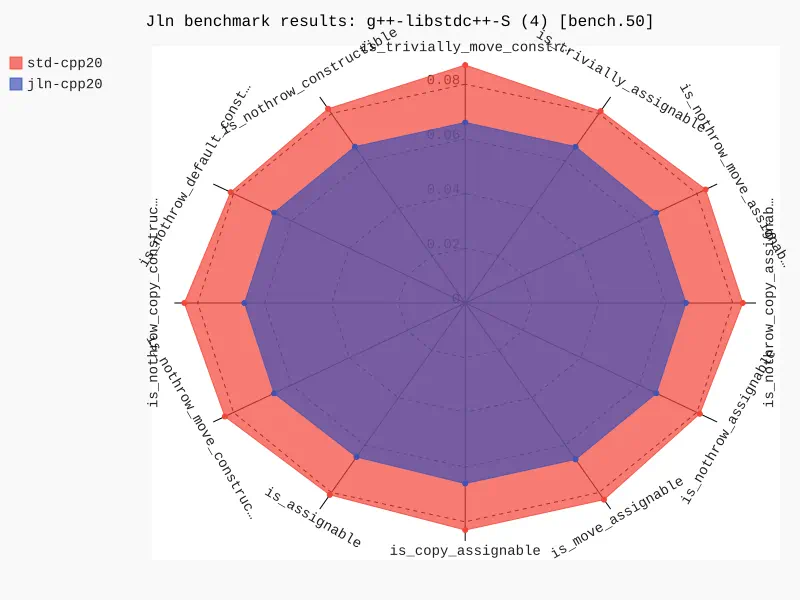 Jln benchmark results: g++-libstdc++-S (4) [bench.50]
std-cpp20
jln-cpp20
is_trivially_move_constr…
is_trivially_assignable
is_nothrow_move_assignab…
is_nothrow_copy_assignab…
is_nothrow_assignable
is_move_assignable
is_copy_assignable
is_assignable
is_nothrow_move_construc…
is_nothrow_copy_construc…
is_nothrow_default_const…
is_nothrow_constructible
0.08
0.06
0.04
0.02
0